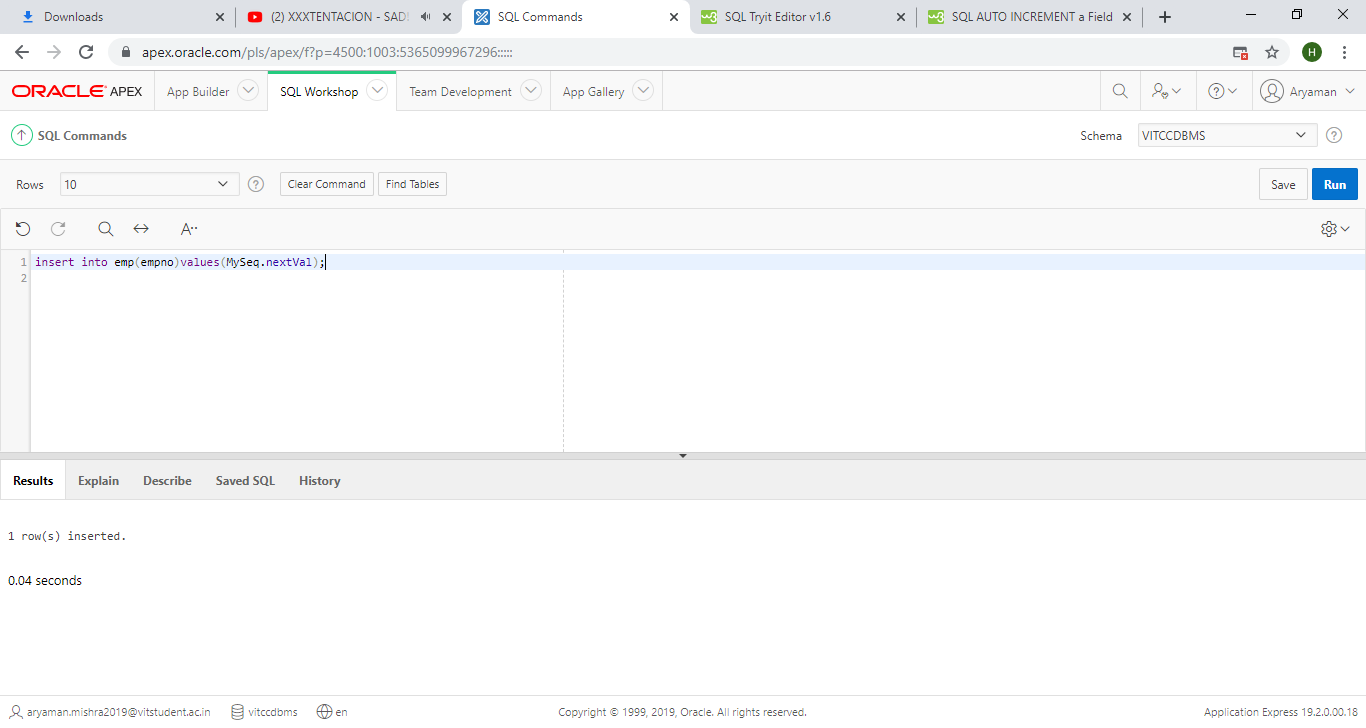 Downloads
(2) XXXTENTACION - SAD!
SQL Commands
SQL Tryit Editor v1.6
SQL AUTO INCREMENT a Field
apex.oracle.com/pls/apex/f?p=4500:1003:5365099967296:::::
H
ORACLE APEX
App Builder
SQL Workshop
Team Development
App Gallery
Aryaman
SQL Commands
Schema
VITCCDBMS
Rows
10
Clear Command
Find Tables
Save
Run
A··
1 insert into emp(empno)values(MySeq.nextVal);
2
Results
Explain
Describe
Saved SQL
History
1 row(s) inserted.
0.04 seconds
aryaman.mishra2019@vitstudent.ac.in
vitccdbms
en
Copyright © 1999, 2019, Oracle. All rights reserved.
Application Express 19.2.0.00.18